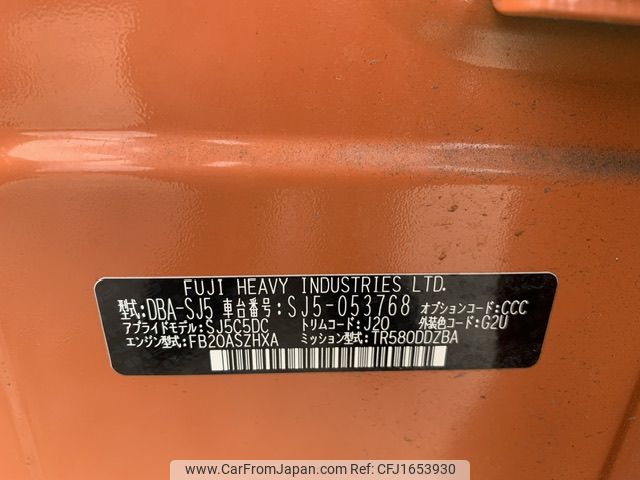 FUJI HEAVY INDUSTRIES LTD.
型式:DBA-SJ5 車台番号:SJ5-053768 オプションコード:CCC
アプライドモデル:SJ5C5DC トリムコード:J20 外装色コード:G2U
エンジン型式:FB20ASZHXA ミッション型式:TR580DDZBA
www.CarFromJapan.com - CFJ1653930